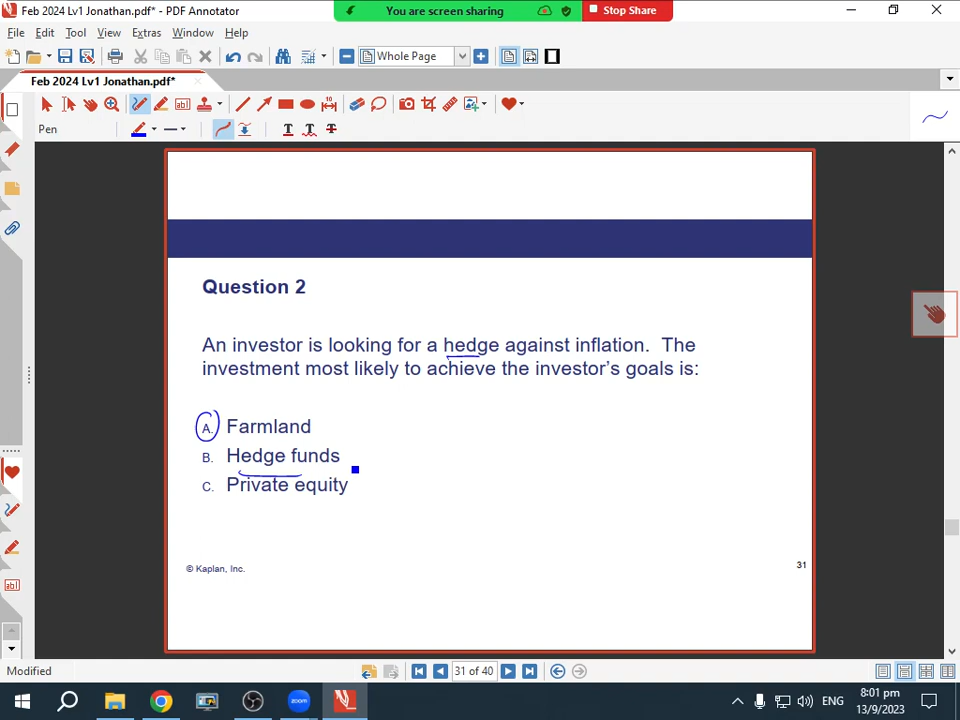 Feb 2024 Lv1 Jonathan.pdf* - PDF Annotator
You are screen sharing
Stop Share
File Edit Tool View Extras Window Help
Whole Page
Feb 2024 Lv1 Jonathan.pdf*
Pen
Question 2
An investor is looking for a hedge against inflation. The
investment most likely to achieve the investor's goals is:
A. Farmland
B. Hedge funds
C. Private equity
© Kaplan, Inc.
31
Modified
31 of 40
zoom
ENG
8:01 pm
13/9/2023